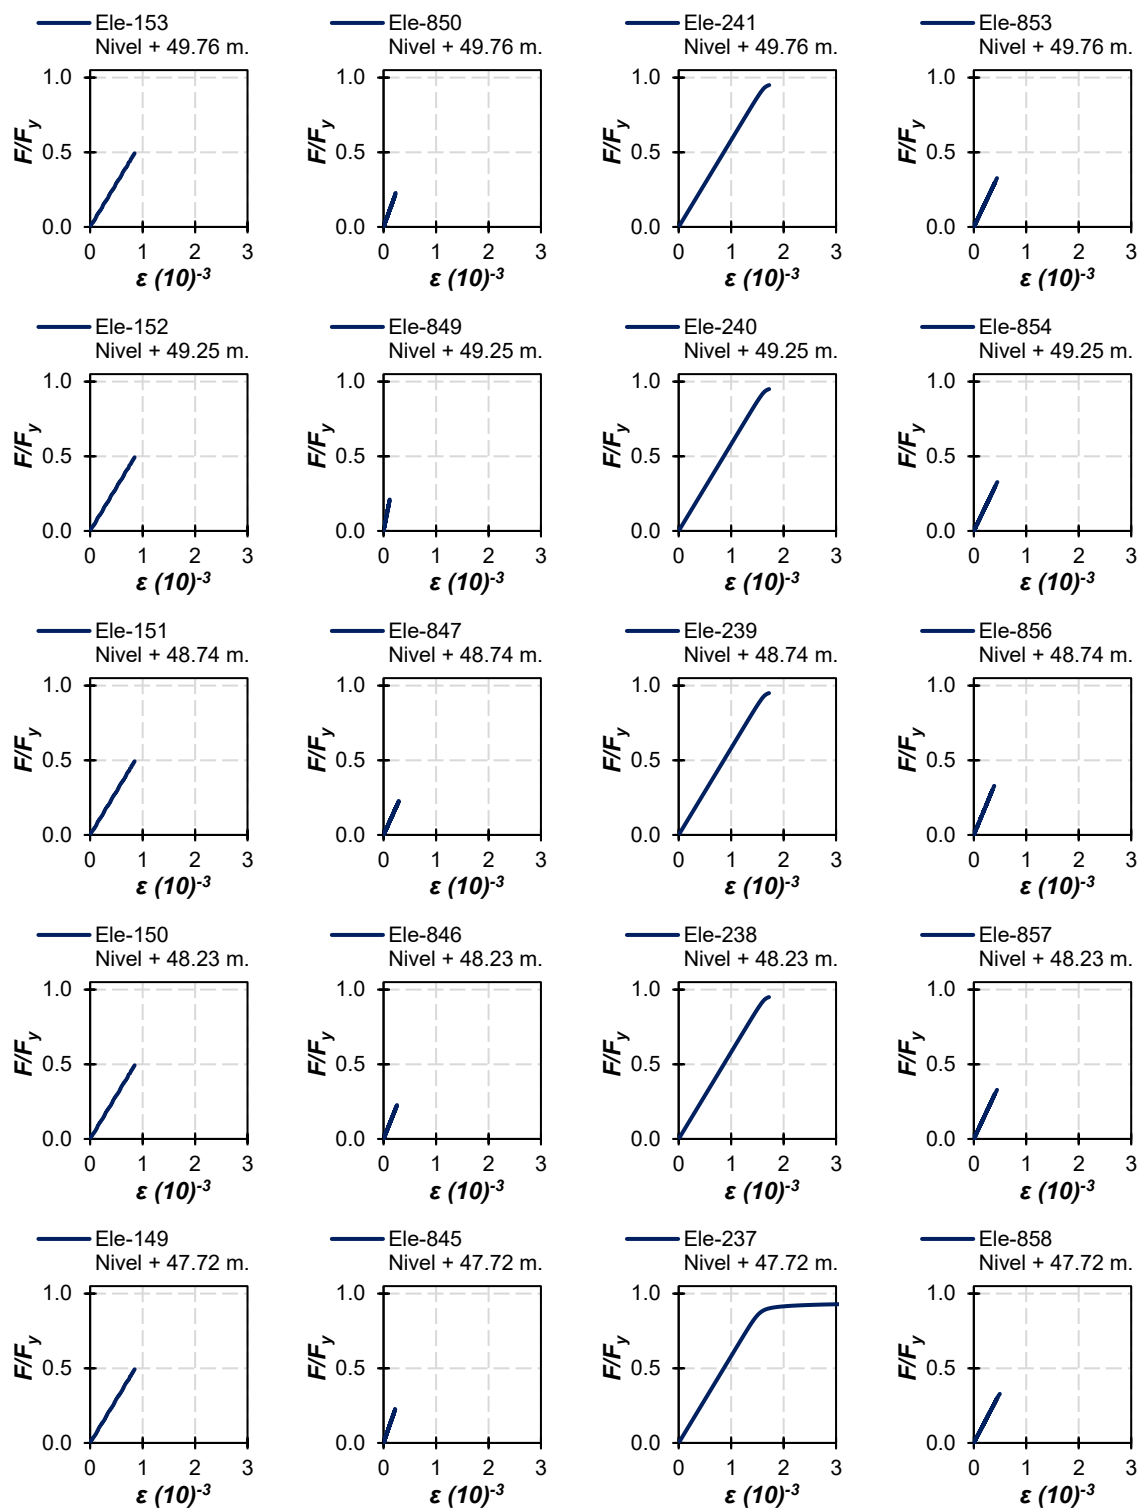 Ele-153
Nivel + 49.76 m.
1.0
0.5
0.0
F/Fy
0 1 2 3
ε (10)-3
Ele-850
Nivel + 49.76 m.
1.0
0.5
0.0
F/Fy
0 1 2 3
ε (10)-3
Ele-241
Nivel + 49.76 m.
1.0
0.5
0.0
F/Fy
0 1 2 3
ε (10)-3
Ele-853
Nivel + 49.76 m.
1.0
0.5
0.0
F/Fy
0 1 2 3
ε (10)-3
Ele-152
Nivel + 49.25 m.
1.0
0.5
0.0
F/Fy
0 1 2 3
ε (10)-3
Ele-849
Nivel + 49.25 m.
1.0
0.5
0.0
F/Fy
0 1 2 3
ε (10)-3
Ele-240
Nivel + 49.25 m.
1.0
0.5
0.0
F/Fy
0 1 2 3
ε (10)-3
Ele-854
Nivel + 49.25 m.
1.0
0.5
0.0
F/Fy
0 1 2 3
ε (10)-3
Ele-151
Nivel + 48.74 m.
1.0
0.5
0.0
F/Fy
0 1 2 3
ε (10)-3
Ele-847
Nivel + 48.74 m.
1.0
0.5
0.0
F/Fy
0 1 2 3
ε (10)-3
Ele-239
Nivel + 48.74 m.
1.0
0.5
0.0
F/Fy
0 1 2 3
ε (10)-3
Ele-856
Nivel + 48.74 m.
1.0
0.5
0.0
F/Fy
0 1 2 3
ε (10)-3
Ele-150
Nivel + 48.23 m.
1.0
0.5
0.0
F/Fy
0 1 2 3
ε (10)-3
Ele-846
Nivel + 48.23 m.
1.0
0.5
0.0
F/Fy
0 1 2 3
ε (10)-3
Ele-238
Nivel + 48.23 m.
1.0
0.5
0.0
F/Fy
0 1 2 3
ε (10)-3
Ele-857
Nivel + 48.23 m.
1.0
0.5
0.0
F/Fy
0 1 2 3
ε (10)-3
Ele-149
Nivel + 47.72 m.
1.0
0.5
0.0
F/Fy
0 1 2 3
ε (10)-3
Ele-845
Nivel + 47.72 m.
1.0
0.5
0.0
F/Fy
0 1 2 3
ε (10)-3
Ele-237
Nivel + 47.72 m.
1.0
0.5
0.0
F/Fy
0 1 2 3
ε (10)-3
Ele-858
Nivel + 47.72 m.
1.0
0.5
0.0
F/Fy
0 1 2 3
ε (10)-3